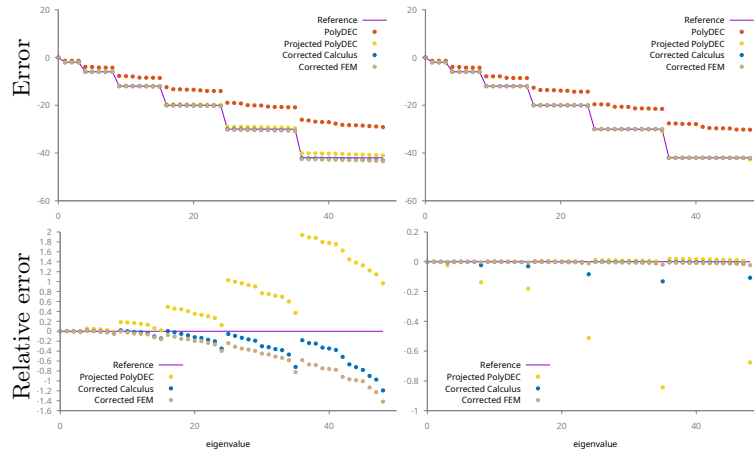 Error
20
0
-20
-40
-60
0
20
40
Reference
PolyDEC
Projected PolyDEC
Corrected Calculus
Corrected FEM
20
0
-20
-40
-60
0
20
40
Reference
PolyDEC
Projected PolyDEC
Corrected Calculus
Corrected FEM
Relative error
2
1.8
1.6
1.4
1.2
1
0.8
0.6
0.4
0.2
0
-0.2
-0.4
-0.6
-0.8
-1
-1.2
-1.4
-1.6
0
20
40
Reference
Projected PolyDEC
Corrected Calculus
Corrected FEM
eigenvalue
0.2
0
-0.2
-0.4
-0.6
-0.8
-1
0
20
40
Reference
Projected PolyDEC
Corrected Calculus
Corrected FEM
eigenvalue